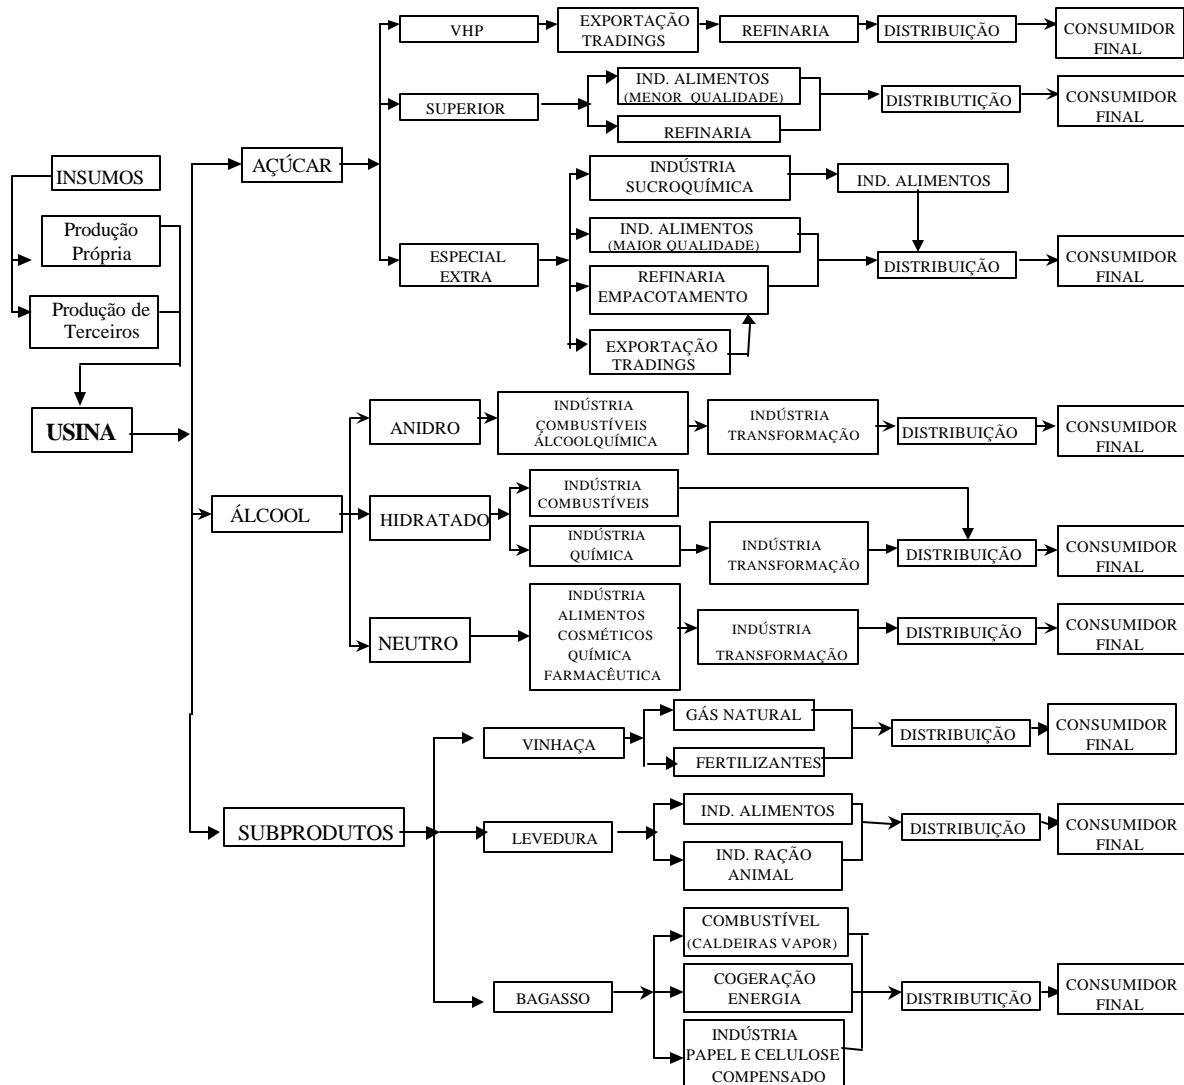 VHP
EXPORTAÇÃO
TRADINGS
REFINARIA
DISTRIBUIÇÃO
CONSUMIDOR
FINAL
SUPERIOR
IND. ALIMENTOS
(MENOR QUALIDADE)
REFINARIA
DISTRIBUTIÇÃO
CONSUMIDOR
FINAL
INSUMOS
Produção
Própria
Produção de
Terceiros
USINA
AÇÚCAR
INDÚSTRIA
SUCROQUÍMICA
IND. ALIMENTOS
ESPECIAL
EXTRA
IND. ALIMENTOS
(MAIOR QUALIDADE)
REFINARIA
EMPACOTAMENTO
EXPORTAÇÃO
TRADINGS
DISTRIBUIÇÃO
CONSUMIDOR
FINAL
ÁLCOOL
ANIDRO
INDÚSTRIA
COMBUSTÍVEIS
ÁLCOOLQUÍMICA
INDÚSTRIA
TRANSFORMAÇÃO
DISTRIBUIÇÃO
CONSUMIDOR
FINAL
HIDRATADO
INDÚSTRIA
COMBUSTÍVEIS
INDÚSTRIA
QUÍMICA
INDÚSTRIA
TRANSFORMAÇÃO
DISTRIBUIÇÃO
CONSUMIDOR
FINAL
NEUTRO
INDÚSTRIA
ALIMENTOS
COSMÉTICOS
QUÍMICA
FARMACÊUTICA
INDÚSTRIA
TRANSFORMAÇÃO
DISTRIBUIÇÃO
CONSUMIDOR
FINAL
SUBPRODUTOS
VINHAÇA
GÁS NATURAL
FERTILIZANTES
DISTRIBUIÇÃO
CONSUMIDOR
FINAL
LEVEDURA
IND. ALIMENTOS
IND. RAÇÃO
ANIMAL
DISTRIBUIÇÃO
CONSUMIDOR
FINAL
BAGASSO
COMBUSTÍVEL
(CALDEIRAS VAPOR)
COGERAÇÃO
ENERGIA
INDÚSTRIA
PAPEL E CELULOSE
COMPENSADO
DISTRIBUTIÇÃO
CONSUMIDOR
FINAL